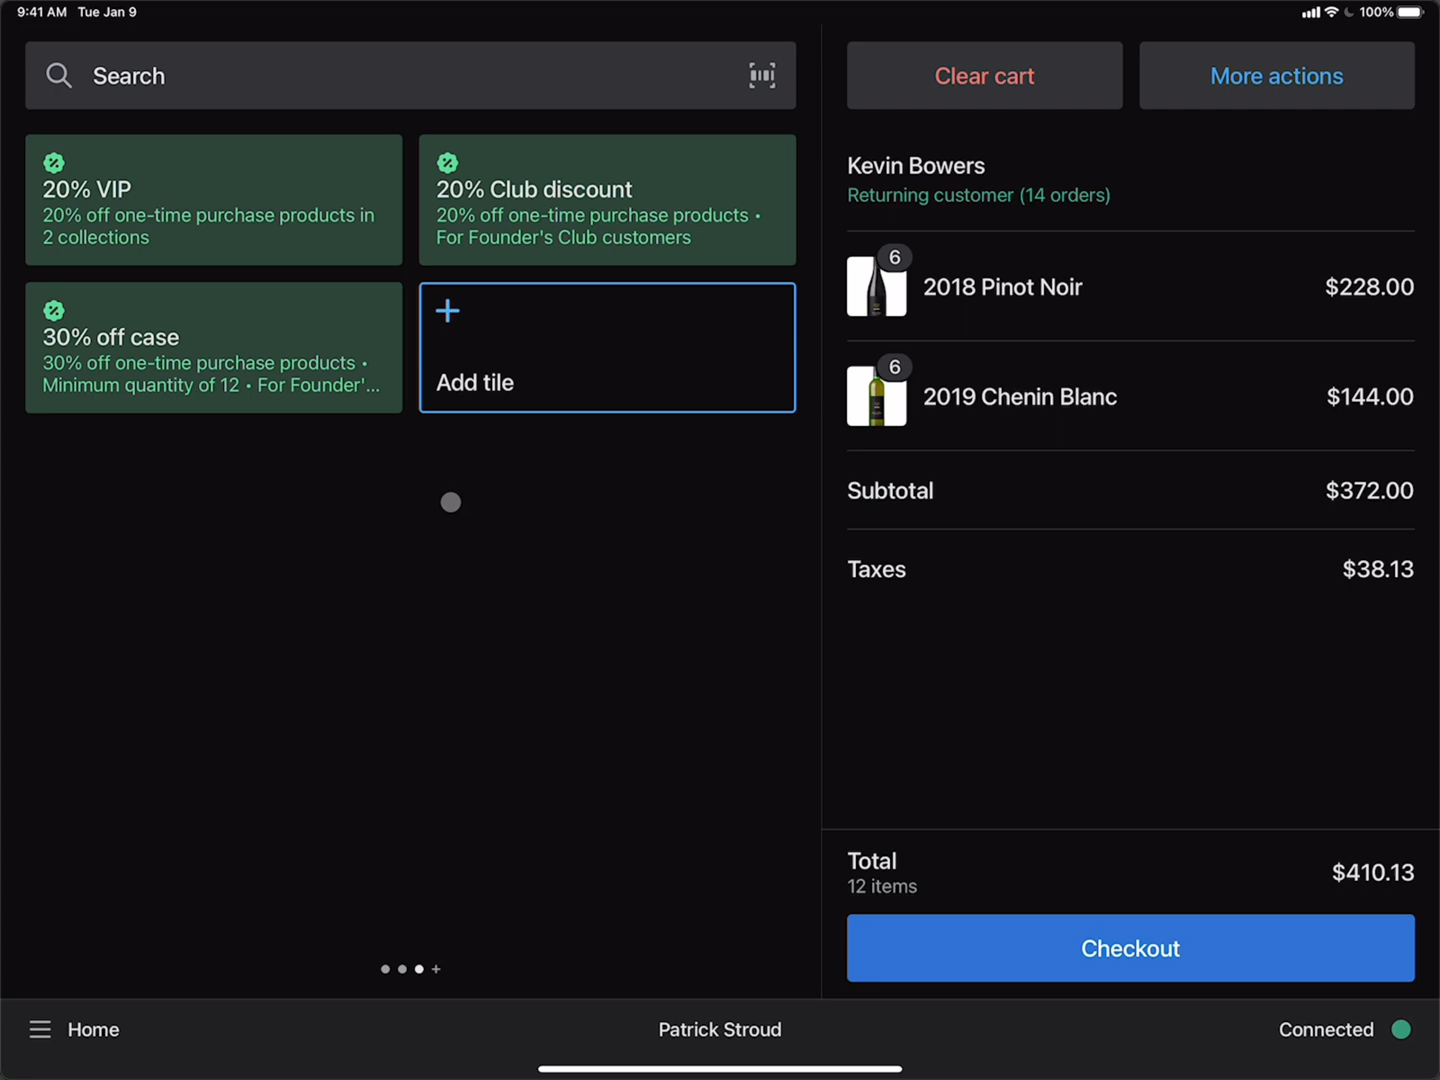 9:41 AM Tue Jan 9
100%
Search
Clear cart
More actions
20% VIP
20% off one-time purchase products in
2 collections
20% Club discount
20% off one-time purchase products •
For Founder's Club customers
30% off case
30% off one-time purchase products •
Minimum quantity of 12 • For Founder'...
Add tile
Kevin Bowers
Returning customer (14 orders)
6
2018 Pinot Noir
$228.00
6
2019 Chenin Blanc
$144.00
Subtotal
$372.00
Taxes
$38.13
Total
12 items
$410.13
Checkout
Home
Patrick Stroud
Connected